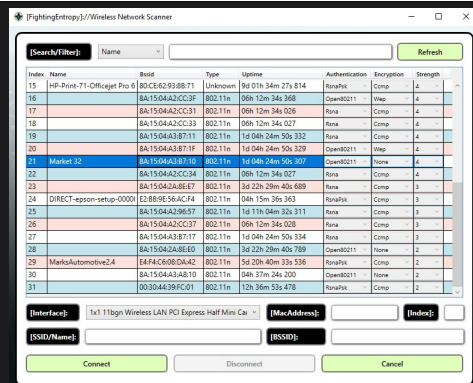 [FightingEntropy]://Wireless Network Scanner
[Search/Filter]: Name Refresh
Index Name Bssid Type Uptime Authentication Encryption Strength
15 HP-Print-71-Officejet Pro 6 80:CE:62:93:8B:71 Unknown 9d 01h 34m 27s 814 RsnaPsk Ccmp 4
16 8A:15:04:A2:CC:3F 802.11n 06h 12m 34s 368 Open80211 Wep 4
17 8A:15:04:A2:CC:31 802.11n 06h 12m 34s 026 Rsna Ccmp 4
18 8A:15:04:A2:CC:33 802.11n 06h 12m 34s 027 Rsna Ccmp 4
19 8A:15:04:A3:B7:11 802.11n 1d 04h 24m 50s 332 Rsna Ccmp 4
20 8A:15:04:A3:B7:1F 802.11n 1d 04h 24m 50s 329 Open80211 Wep 4
21 Market 32 8A:15:04:A3:B7:10 802.11n 1d 04h 24m 50s 307 Open80211 None 4
22 8A:15:04:A2:CC:34 802.11n 06h 12m 34s 027 Rsna Ccmp 4
23 8A:15:04:2A:8E:E7 802.11n 3d 22h 29m 40s 689 Rsna Ccmp 3
24 DIRECT-epson-setup-0000( E2:BB:9E:56:AC:F4 802.11n 04h 15m 36s 363 RsnaPsk Ccmp 3
25 8A:15:04:A2:96:57 802.11n 1d 11h 04m 32s 311 Rsna Ccmp 3
26 8A:15:04:A2:CC:37 802.11n 06h 12m 34s 028 Rsna Ccmp 3
27 8A:15:04:A3:B7:17 802.11n 1d 04h 24m 50s 334 Rsna Ccmp 3
28 8A:15:04:2A:8E:E0 802.11n 3d 22h 29m 40s 789 Open80211 None 2
29 MarksAutomotive2.4 E4:F4:C6:08:DA:42 802.11n 5d 20h 40m 33s 536 RsnaPsk Ccmp 2
30 8A:15:04:A3:AB:10 802.11n 04h 37m 24s 200 Open80211 None 2
31 00:30:44:39:FC:01 802.11n 12h 36m 53s 478 RsnaPsk Ccmp 2
[Interface]: 1x1 11bgn Wireless LAN PCI Express Half Mini Car [MacAddress]: [Index]:
[SSID/Name]: [BSSID]:
Connect Disconnect Cancel